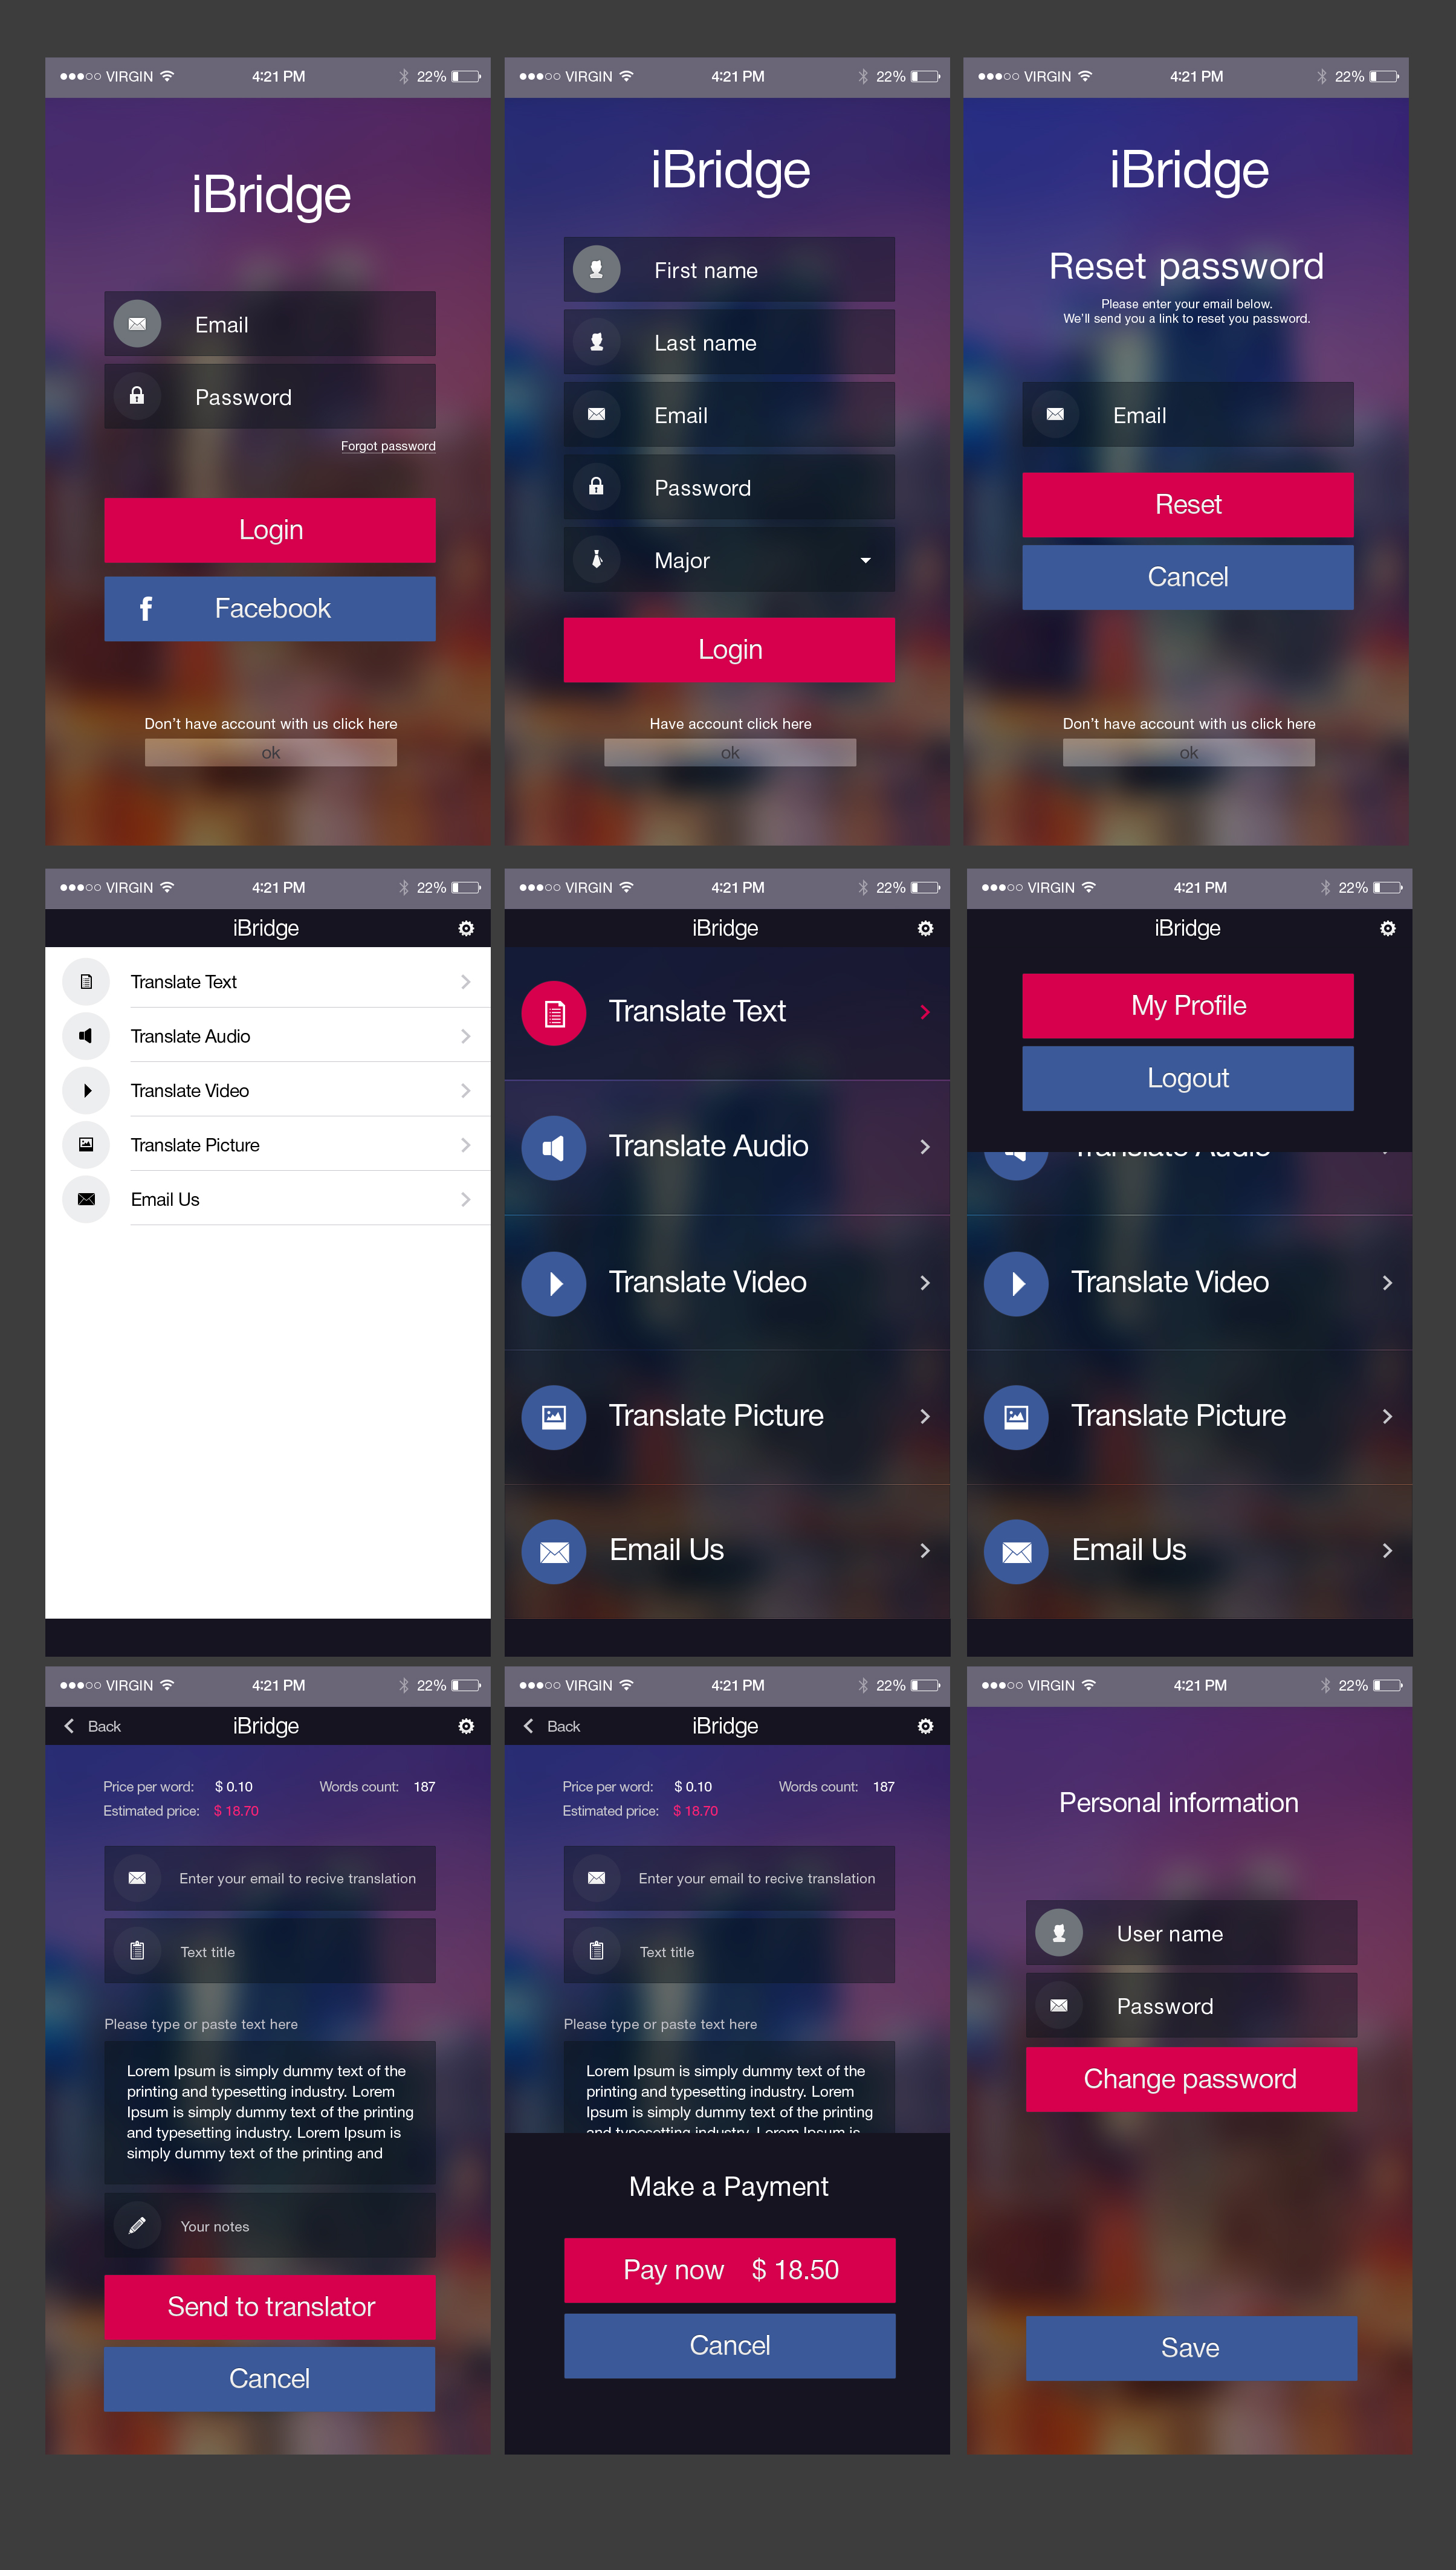 VIRGIN 4:21 PM 22%
iBridge
Email
Password
Forgot password
Login
f Facebook
Don't have account with us click here
ok
VIRGIN 4:21 PM 22%
iBridge
First name
Last name
Email
Password
Major
Login
Have account click here
ok
VIRGIN 4:21 PM 22%
iBridge
Reset password
Please enter your email below.
We'll send you a link to reset you password.
Email
Reset
Cancel
Don't have account with us click here
ok
VIRGIN 4:21 PM 22%
iBridge
Translate Text
Translate Audio
Translate Video
Translate Picture
Email Us
VIRGIN 4:21 PM 22%
iBridge
Translate Text
Translate Audio
Translate Video
Translate Picture
Email Us
VIRGIN 4:21 PM 22%
iBridge
My Profile
Logout
Translate Audio
Translate Video
Translate Picture
Email Us
VIRGIN 4:21 PM 22%
Back iBridge
Price per word: $ 0.10 Words count: 187
Estimated price: $ 18.70
Enter your email to recive translation
Text title
Please type or paste text here
Lorem Ipsum is simply dummy text of the
printing and typesetting industry. Lorem
Ipsum is simply dummy text of the printing
and typesetting industry. Lorem Ipsum is
simply dummy text of the printing and
Your notes
Send to translator
Cancel
VIRGIN 4:21 PM 22%
Back iBridge
Price per word: $ 0.10 Words count: 187
Estimated price: $ 18.70
Enter your email to recive translation
Text title
Please type or paste text here
Lorem Ipsum is simply dummy text of the
printing and typesetting industry. Lorem
Ipsum is simply dummy text of the printing
and typesetting industry. Lorem Ipsum is
Make a Payment
Pay now $ 18.50
Cancel
VIRGIN 4:21 PM 22%
Personal information
User name
Password
Change password
Save